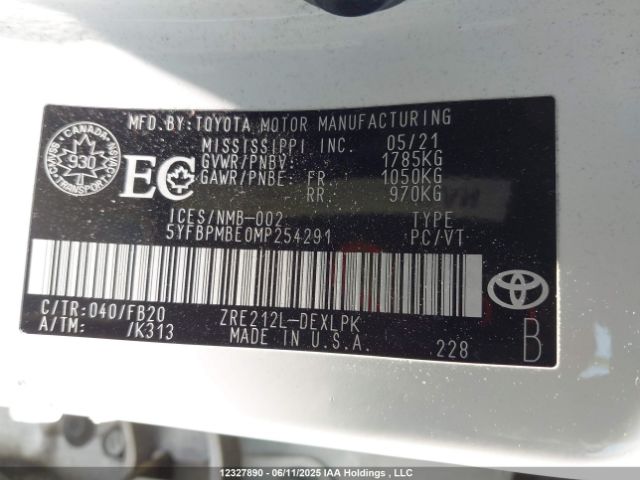 MFD.BY:TOYOTA MOTOR MANUFACTURING
MISSISSIPPI INC. 05/21
GVWR/PNBV 1785KG
GAWR/PNBE: FR 1050KG
RR 970KG
CANADA
930
TRANSPORT
EC
ICES/NMB-002 TYPE
5YFBPMBE0MP254291 PC/VT
C/TR:040/FB20 ZRE212L-DEXLPK
A/TM: /K313 MADE IN U.S.A.
228
B
12327890 - 06/11/2025 IAA Holdings , LLC